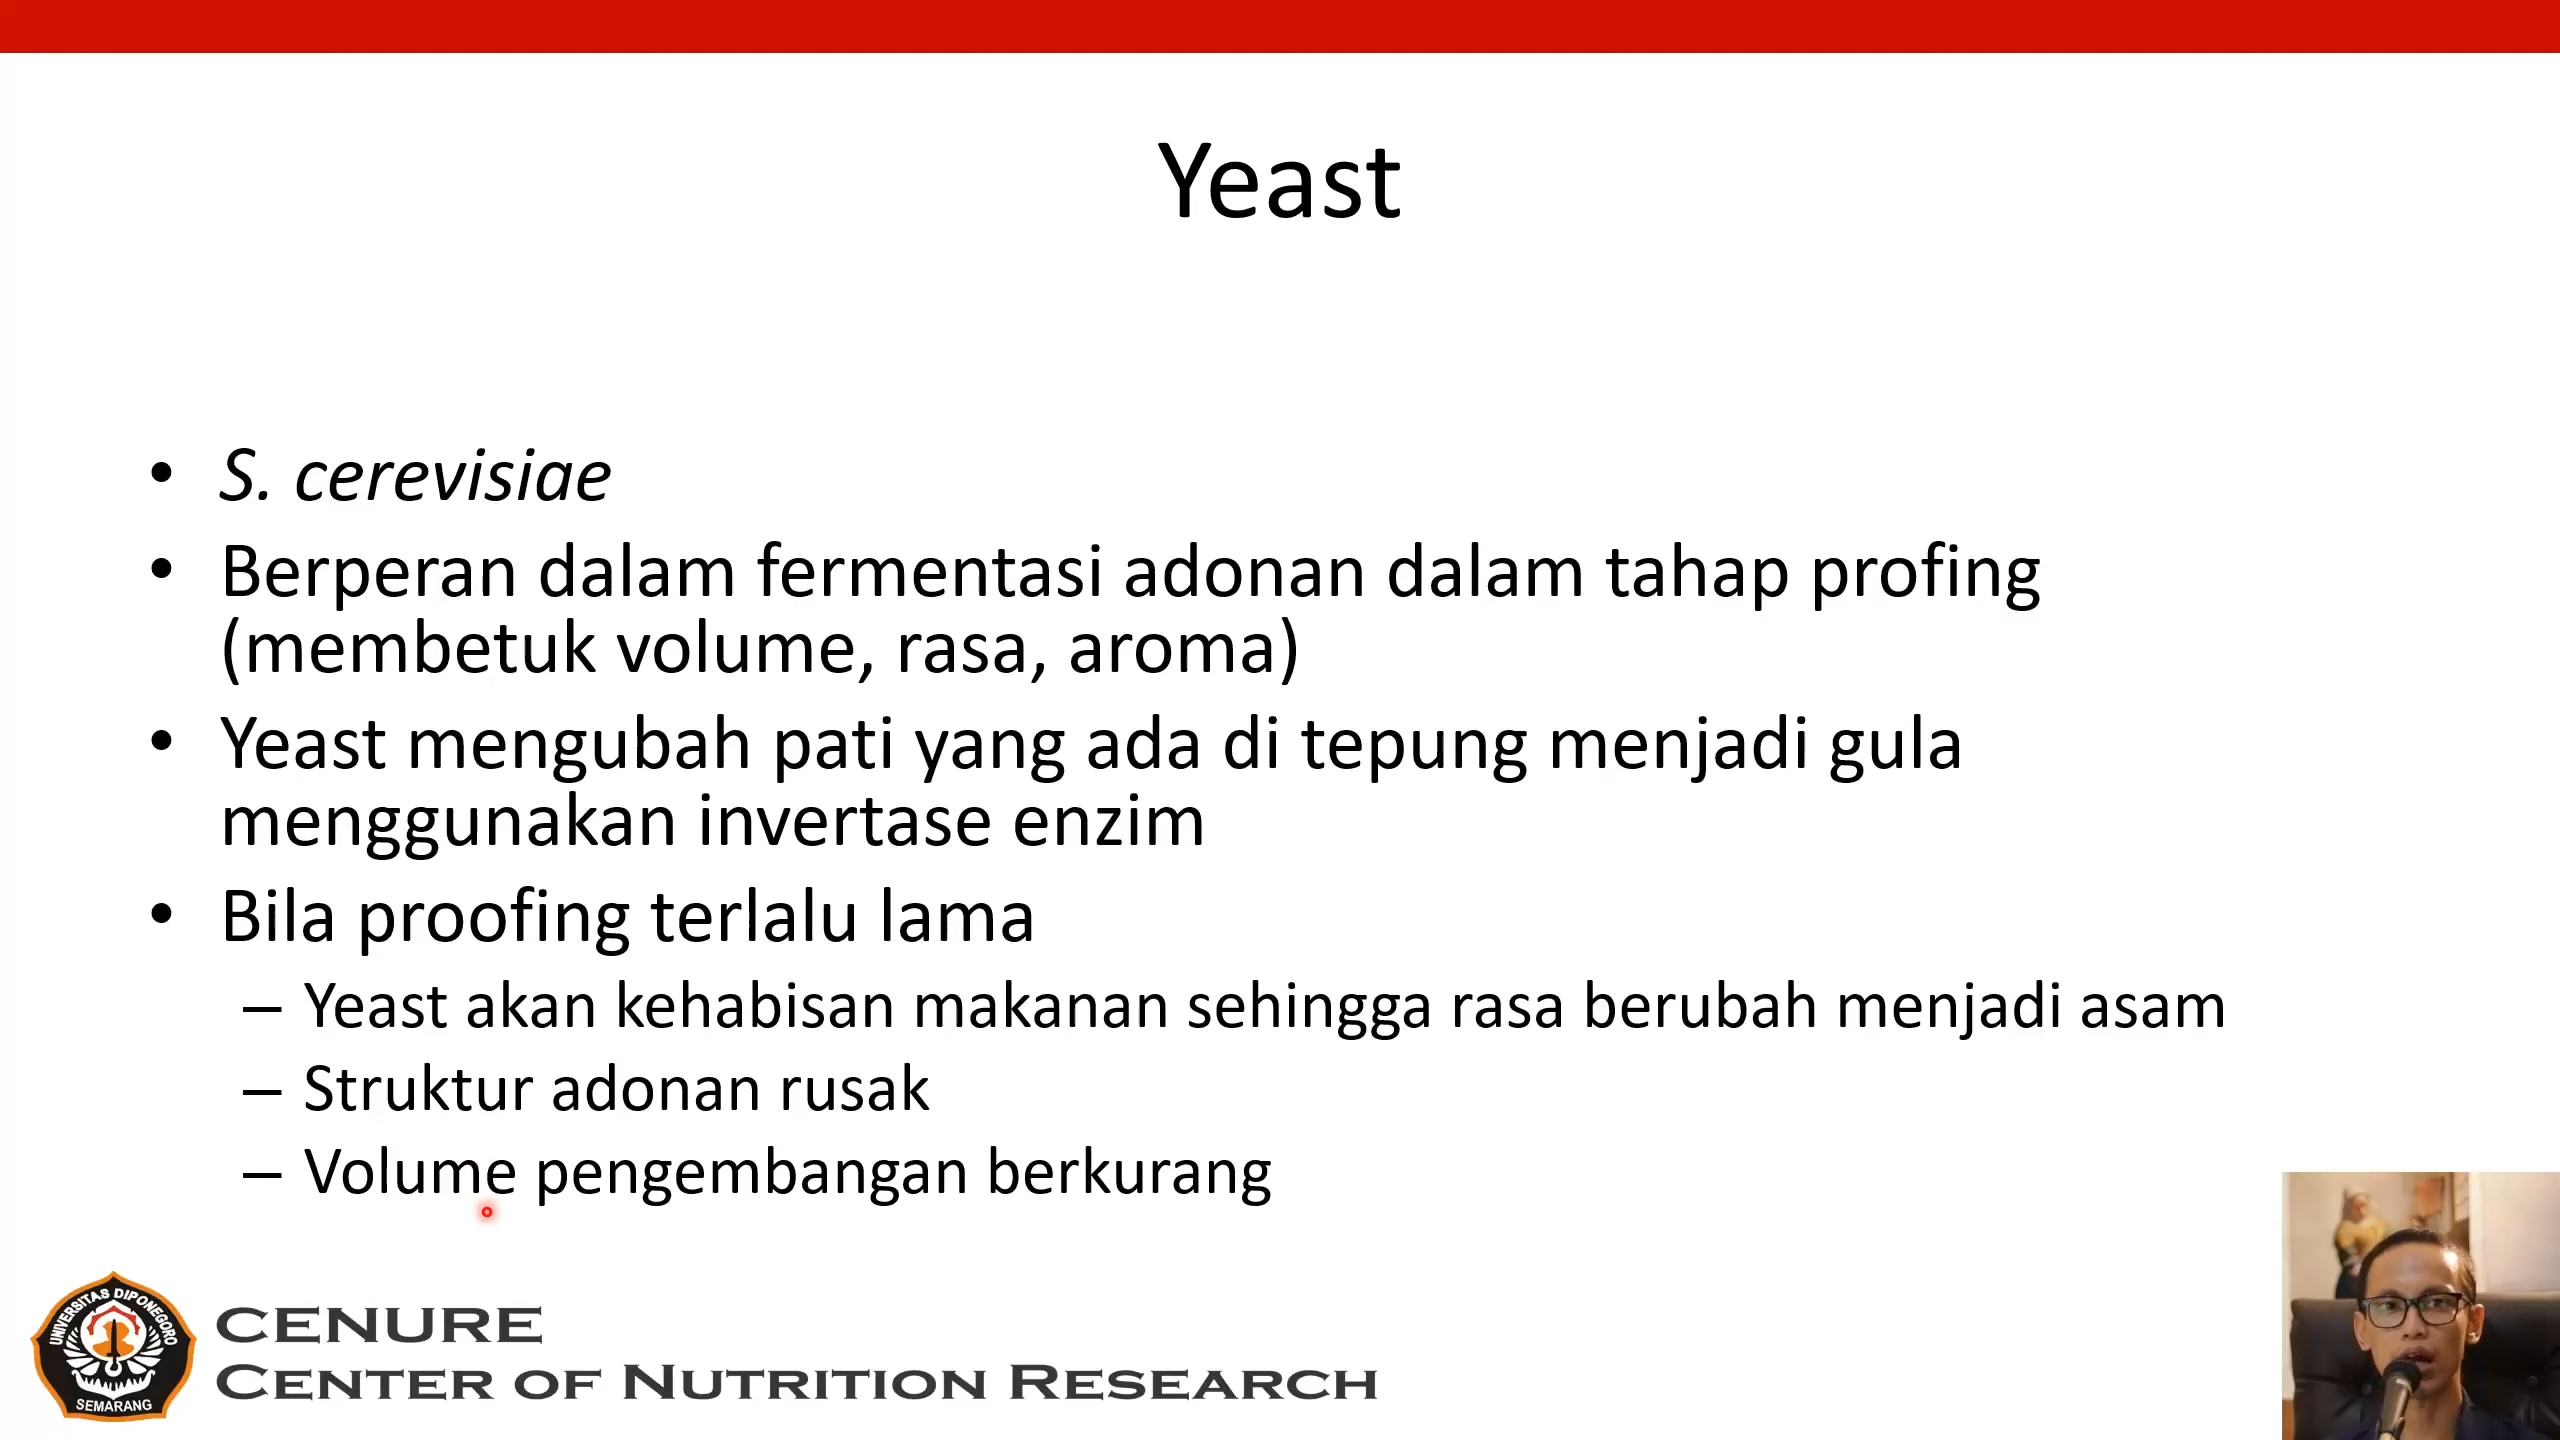 Yeast
• S. cerevisiae
• Berperan dalam fermentasi adonan dalam tahap profing
(membetuk volume, rasa, aroma)
• Yeast mengubah pati yang ada di tepung menjadi gula
menggunakan invertase enzim
• Bila proofing terlalu lama
– Yeast akan kehabisan makanan sehingga rasa berubah menjadi asam
– Struktur adonan rusak
– Volume pengembangan berkurang
UNIVERSITAS DIPONEGORO
SEMARANG
CENURE
CENTER OF NUTRITION RESEARCH